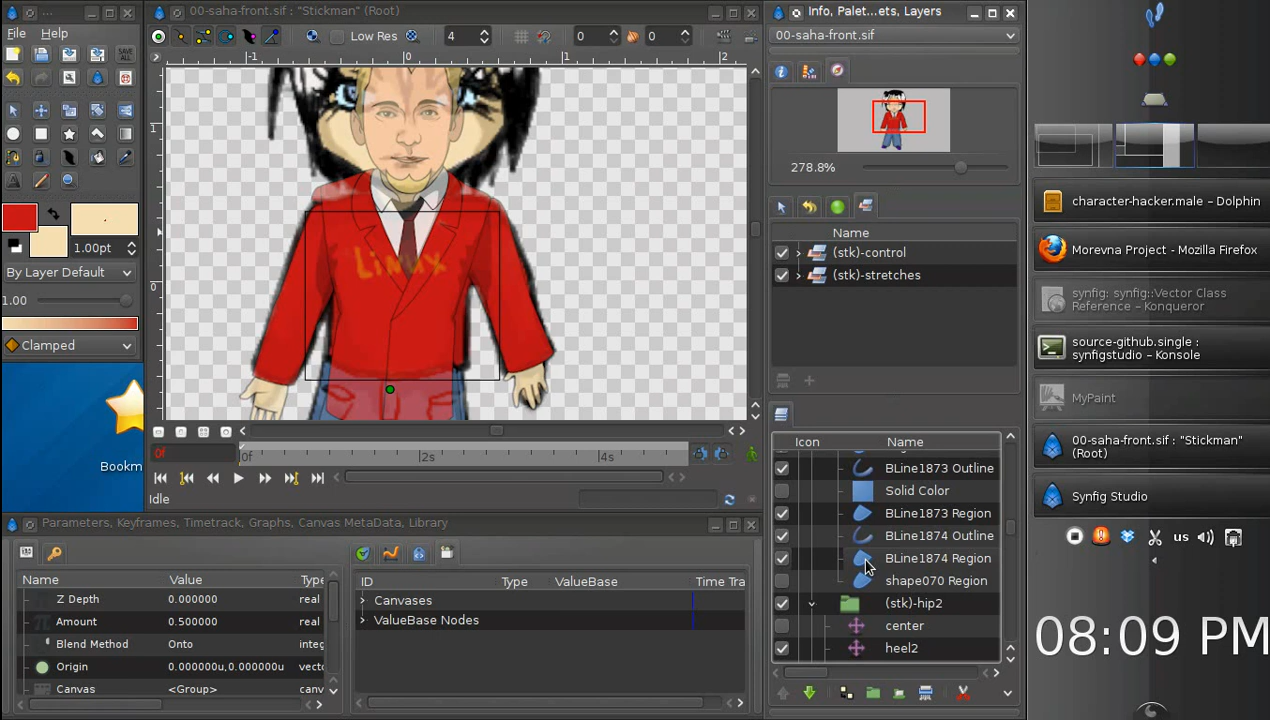 ...
00-saha-front.sif : "Stickman" (Root)
Info, Palet...ets, Layers
File
Help
SAVE ALL
Low Res
4
0
0
00-saha-front.sif
-1
0
1
2
1
0
278.8%
1.00pt
By Layer Default
1.00
Clamped
Linux
Bookm
Name
(stk)-control
(stk)-stretches
Icon
Name
BLine1873 Outline
Solid Color
BLine1873 Region
BLine1874 Outline
BLine1874 Region
shape070 Region
(stk)-hip2
center
heel2
0f
0f
2s
4s
Idle
Parameters, Keyframes, Timetrack, Graphs, Canvas MetaData, Library
Name
Value
Type
Z Depth
0.000000
real
Amount
0.500000
real
Blend Method
Onto
integ
Origin
0.000000u,0.000000u
vecto
Canvas
<Group>
canv
ID
Type
ValueBase
Time Tra
Canvases
ValueBase Nodes
character-hacker.male – Dolphin
Morevna Project - Mozilla Firefox
synfig: synfig::Vector Class
Reference – Konqueror
source-github.single :
synfigstudio – Konsole
MyPaint
00-saha-front.sif : "Stickman"
(Root)
Synfig Studio
us
08:09 PM